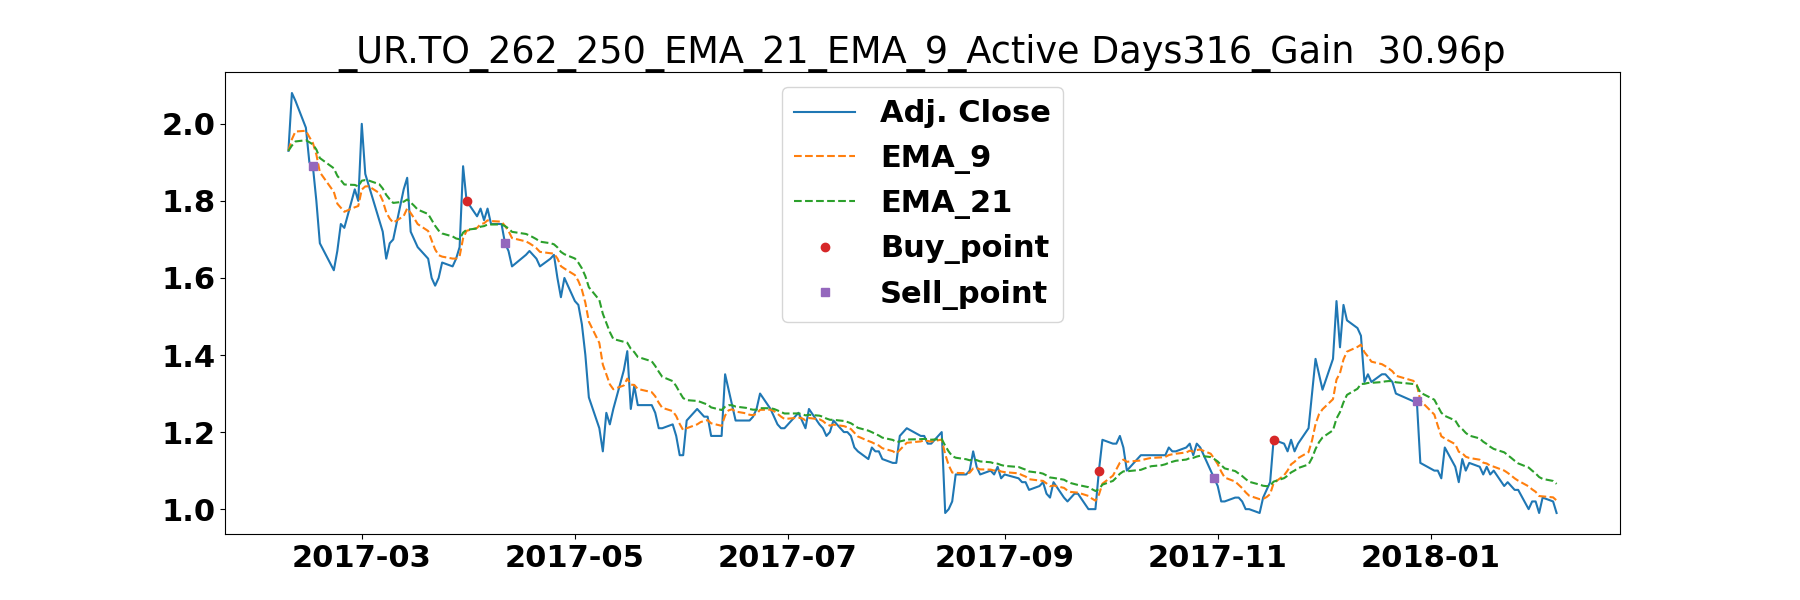 _UR.TO_262_250_EMA_21_EMA_9_Active Days316_Gain  30.96p
Adj. Close
EMA_9
EMA_21
Buy_point
Sell_point
2.0
1.8
1.6
1.4
1.2
1.0
2017-03
2017-05
2017-07
2017-09
2017-11
2018-01